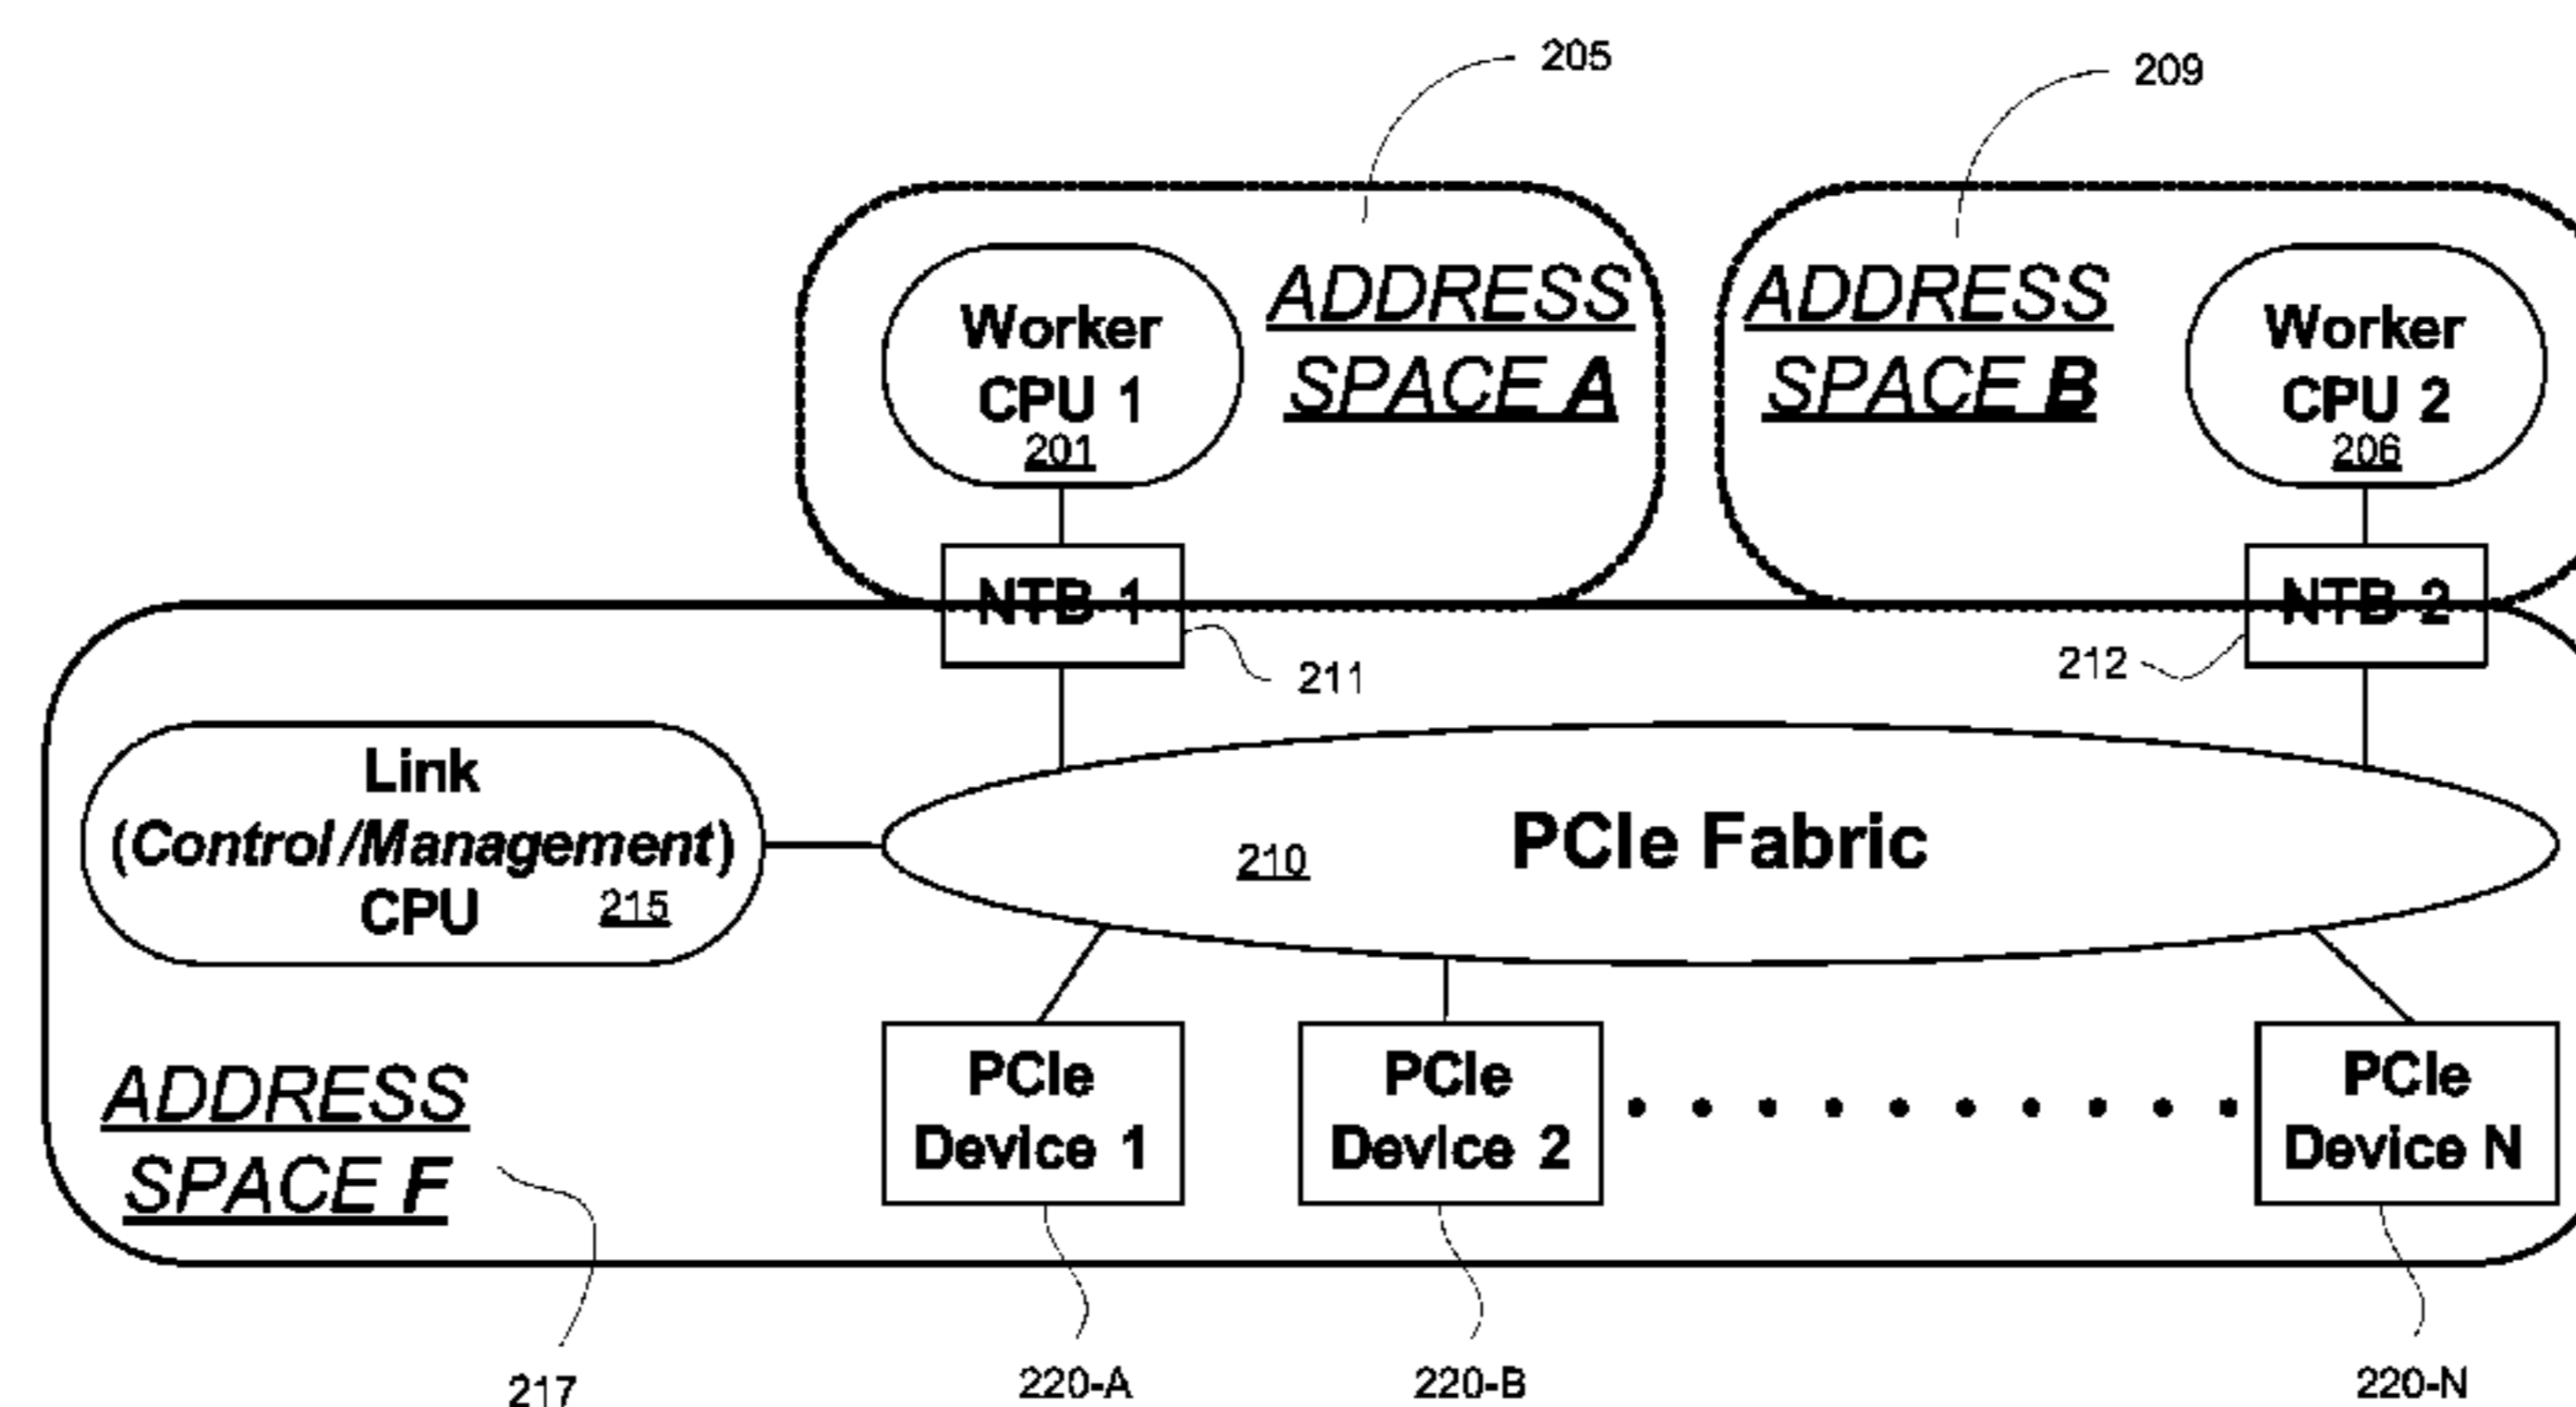 205
209
Worker
CPU 1
201
ADDRESS
SPACE A
ADDRESS
SPACE B
Worker
CPU 2
206
NTB 1
211
NTB 2
212
Link
(Control/Management)
CPU 215
210
PCIe Fabric
ADDRESS
SPACE F
PCIe
Device 1
PCIe
Device 2
PCIe
Device N
217
220-A
220-B
220-N